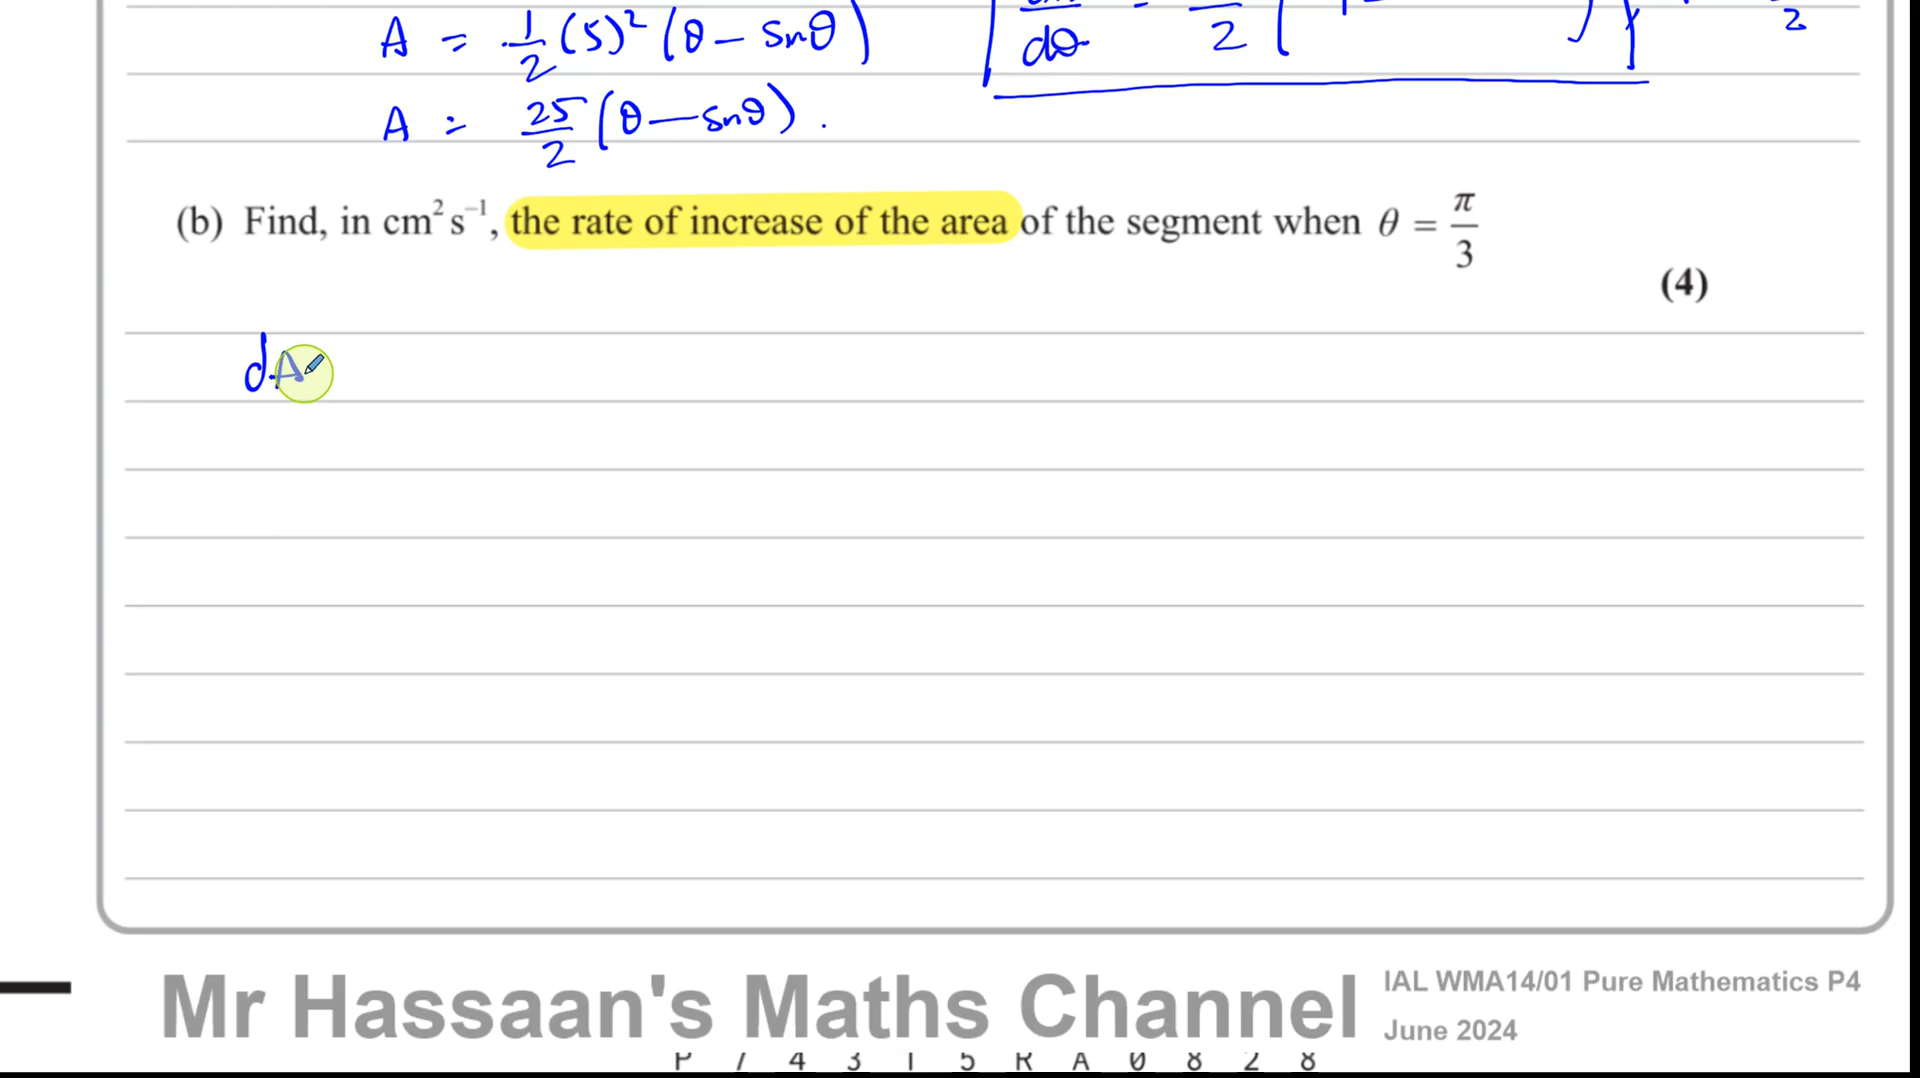 A = 1/2 (5)² (θ − sinθ)
dθ 2 ( 2
A = 25/2 (θ − sinθ).
(b) Find, in cm² s⁻¹, the rate of increase of the area of the segment when θ = π/3
(4)
dA
Mr Hassaan's Maths Channel
IAL WMA14/01 Pure Mathematics P4
June 2024